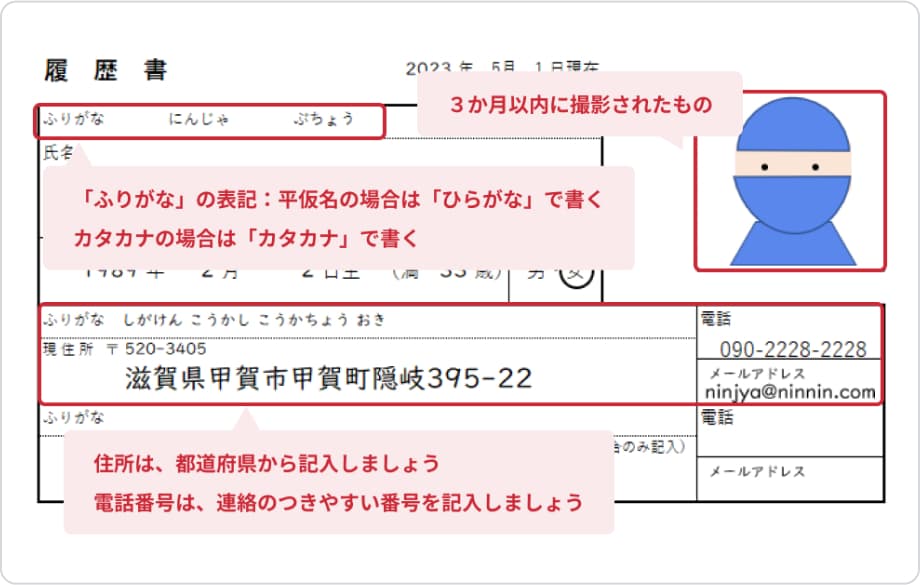 履 歴 書
2023 年 5月 1 日現在
3か月以内に撮影されたもの
ふりがな にんじゃ ぶちょう
氏名
「ふりがな」の表記：平仮名の場合は「ひらがな」で書く
カタカナの場合は「カタカナ」で書く
1989 年 2 月 2 日生 (満 33 歳) 男・女
ふりがな しがけん こうかし こうかちょう おき
電話
現住所 〒520-3405
090-2228-2228
滋賀県甲賀市甲賀町隠岐395-22
メールアドレス
ninjya@ninnin.com
ふりがな
電話
合のみ記入）
住所は、都道府県から記入しましょう
メールアドレス
電話番号は、連絡のつきやすい番号を記入しましょう